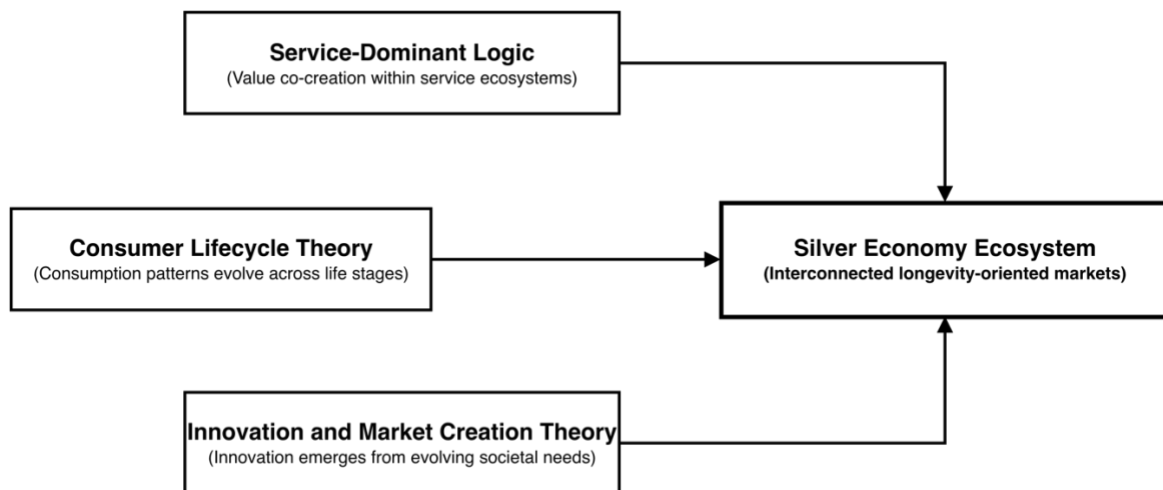 Service-Dominant Logic
(Value co-creation within service ecosystems)
Consumer Lifecycle Theory
(Consumption patterns evolve across life stages)
Silver Economy Ecosystem
(Interconnected longevity-oriented markets)
Innovation and Market Creation Theory
(Innovation emerges from evolving societal needs)